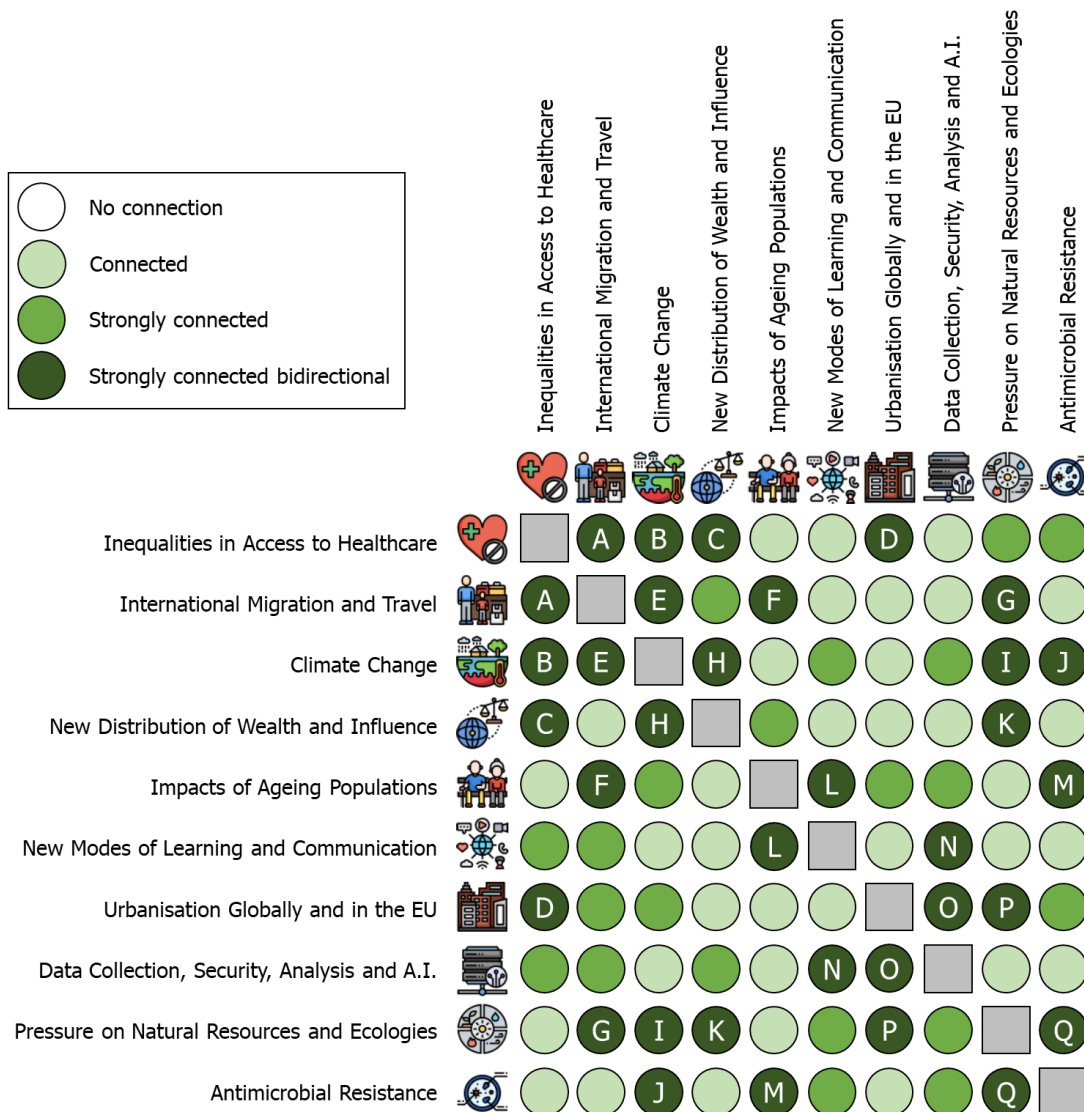 Inequalities in Access to Healthcare
International Migration and Travel
Climate Change
New Distribution of Wealth and Influence
Impacts of Ageing Populations
New Modes of Learning and Communication
Urbanisation Globally and in the EU
Data Collection, Security, Analysis and A.I.
Pressure on Natural Resources and Ecologies
Antimicrobial Resistance
No connection
Connected
Strongly connected
Strongly connected bidirectional
Inequalities in Access to Healthcare A B C D
International Migration and Travel A E F G
Climate Change B E H I J
New Distribution of Wealth and Influence C H K
Impacts of Ageing Populations F L M
New Modes of Learning and Communication L N
Urbanisation Globally and in the EU D O P
Data Collection, Security, Analysis and A.I. N O
Pressure on Natural Resources and Ecologies G I K P Q
Antimicrobial Resistance J M Q